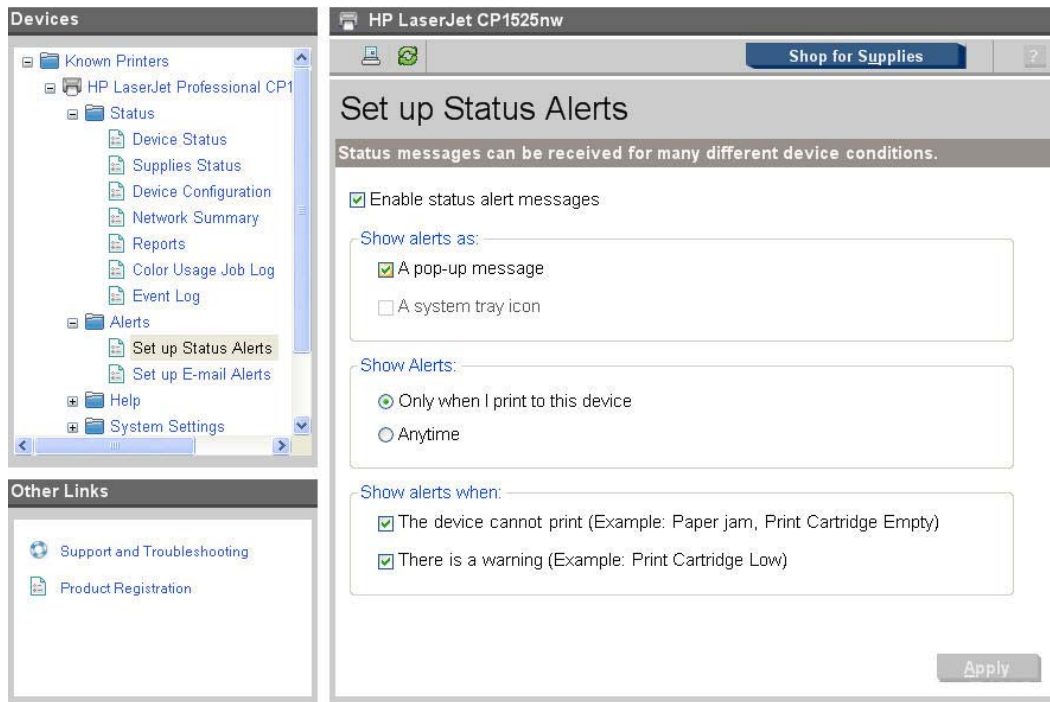 Devices
Known Printers
HP LaserJet Professional CP1
Status
Device Status
Supplies Status
Device Configuration
Network Summary
Reports
Color Usage Job Log
Event Log
Alerts
Set up Status Alerts
Set up E-mail Alerts
Help
System Settings
Other Links
Support and Troubleshooting
Product Registration
HP LaserJet CP1525nw
Shop for Supplies
?
Set up Status Alerts
Status messages can be received for many different device conditions.
Enable status alert messages
Show alerts as:
A pop-up message
A system tray icon
Show Alerts:
Only when I print to this device
Anytime
Show alerts when:
The device cannot print (Example: Paper jam, Print Cartridge Empty)
There is a warning (Example: Print Cartridge Low)
Apply